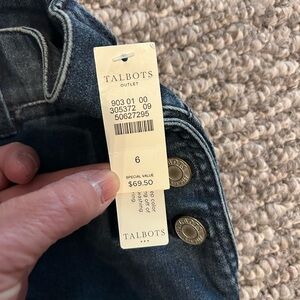 TALBOTS
OUTLET
903 01 00
305372 09
50627295
6
SPECIAL VALUE
$69.50
TALBOTS